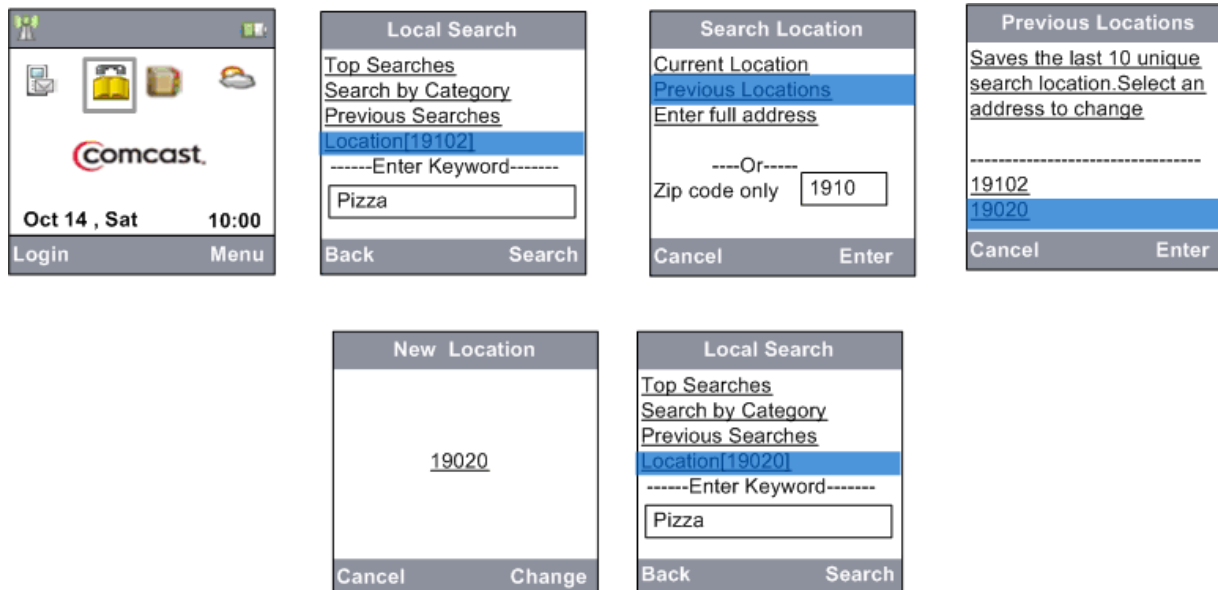 Comcast.
Oct 14 , Sat 10:00
Login Menu
Local Search
Top Searches
Search by Category
Previous Searches
Location[19102]
------Enter Keyword-------
Pizza
Back Search
Search Location
Current Location
Previous Locations
Enter full address
----Or-----
Zip code only 1910
Cancel Enter
Previous Locations
Saves the last 10 unique
search location.Select an
address to change
---------------------------------
19102
19020
Cancel Enter
New Location
19020
Cancel Change
Local Search
Top Searches
Search by Category
Previous Searches
Location[19020]
------Enter Keyword-------
Pizza
Back Search